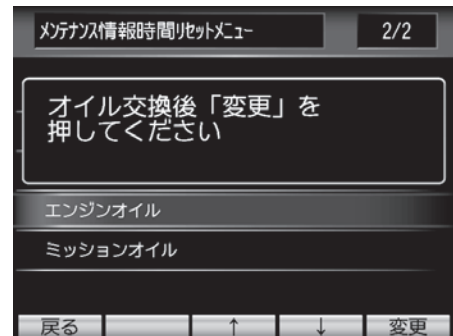 ﾒﾝﾃﾅﾝｽ情報時間ﾘｾｯﾄﾒﾆｭｰ 2/2
オイル交換後「変更」を
押してください
エンジンオイル
ミッションオイル
戻る ↑ ↓ 変更